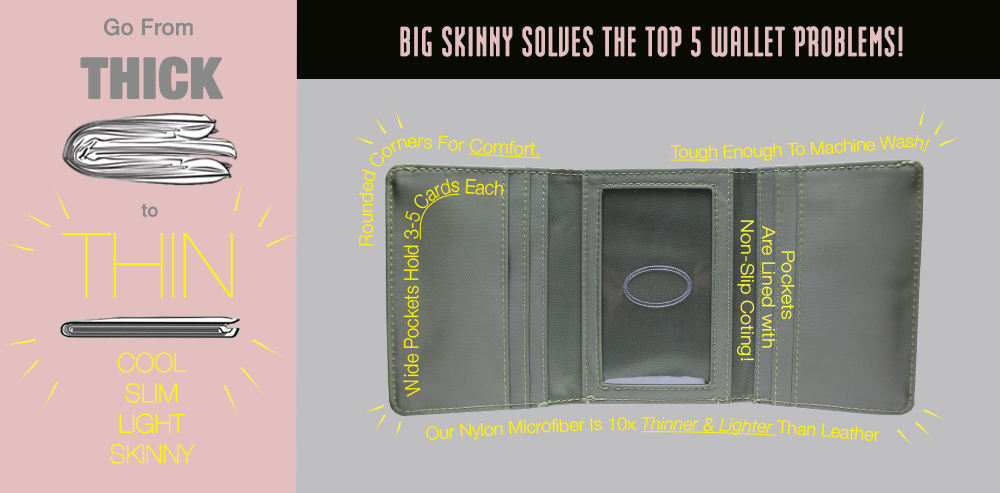 Go From
THICK
to
THIN
COOL
SLIM
LIGHT
SKINNY
BIG SKINNY SOLVES THE TOP 5 WALLET PROBLEMS!
Rounded Corners For Comfort.
Tough Enough To Machine Wash!
Wide Pockets Hold 3-5 Cards Each
Pockets
Are Lined with
Non-Slip Coting!
Our Nylon Microfiber Is 10x Thinner & Lighter Than Leather